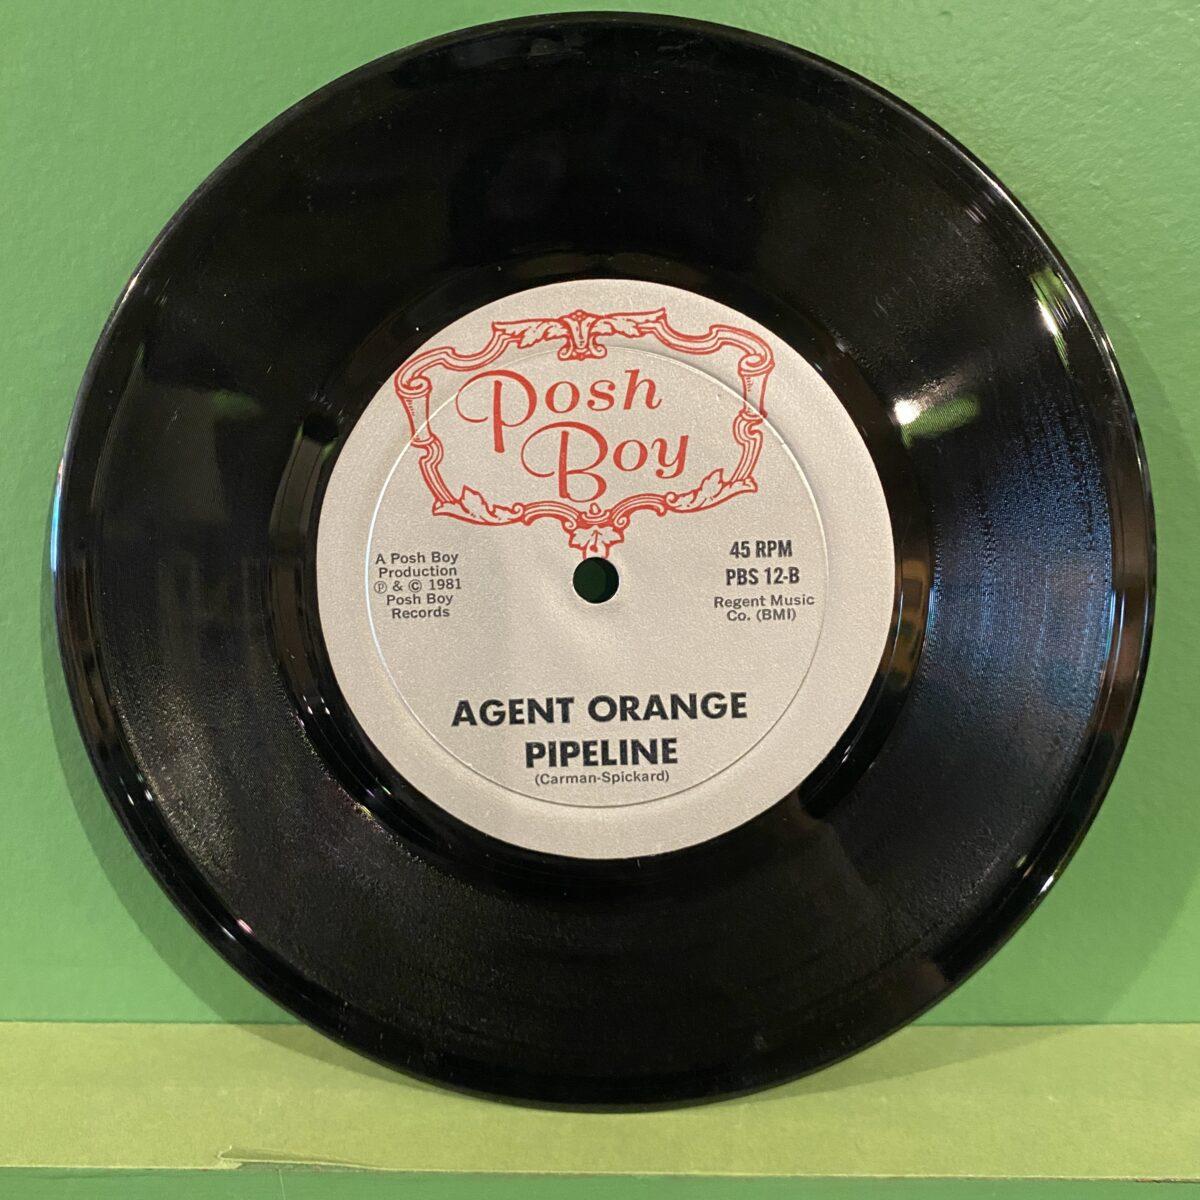 Posh
Boy
A Posh Boy
Production
Ⓟ & © 1981
Posh Boy
Records
45 RPM
PBS 12-B
Regent Music
Co. (BMI)
AGENT ORANGE
PIPELINE
(Carman-Spickard)